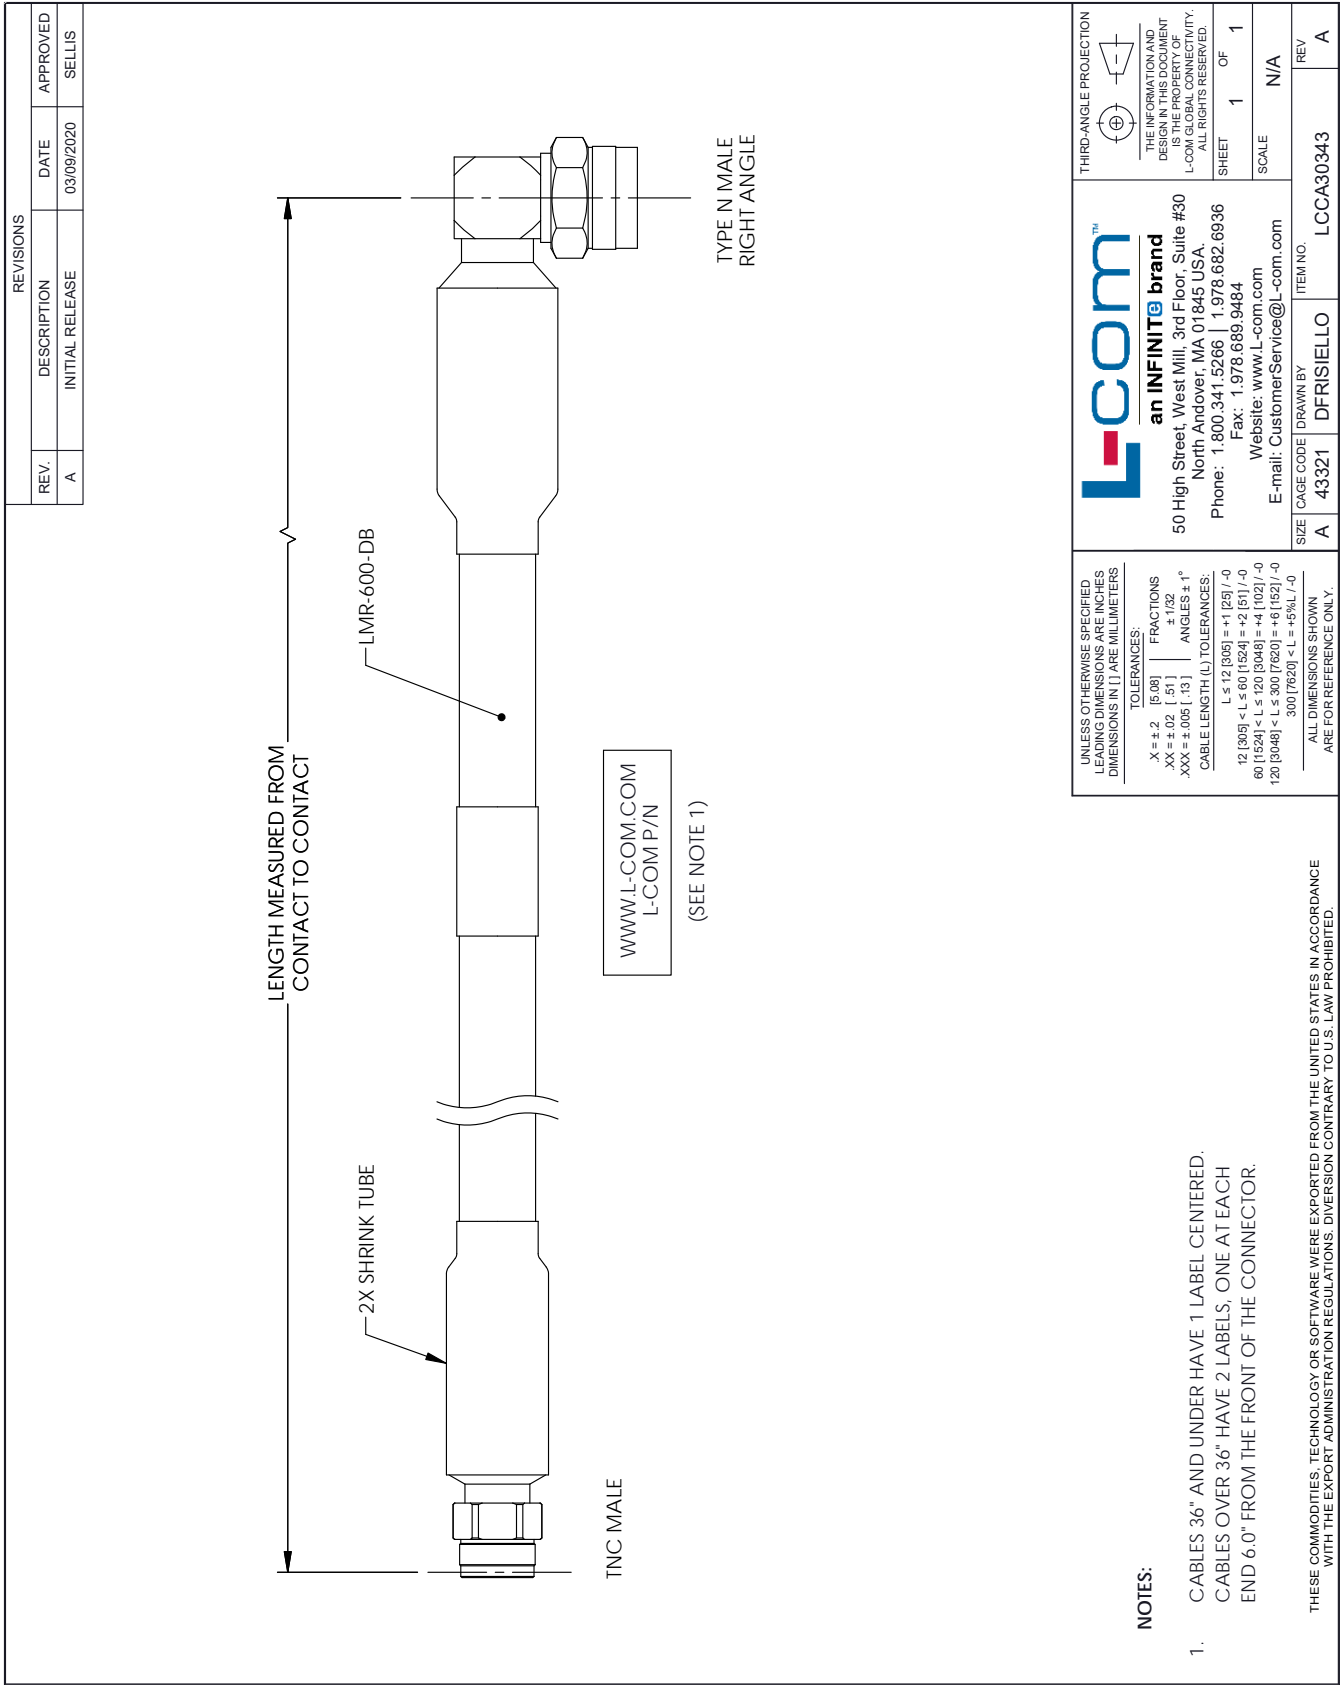 REVISIONS
REV. DESCRIPTION DATE APPROVED
A INITIAL RELEASE 03/09/2020 SELLIS
LENGTH MEASURED FROM
CONTACT TO CONTACT
2X SHRINK TUBE
LMR-600-DB
TNC MALE
WWW.L-COM.COM
L-COM P/N
(SEE NOTE 1)
TYPE N MALE
RIGHT ANGLE
NOTES:
1. CABLES 36" AND UNDER HAVE 1 LABEL CENTERED.
CABLES OVER 36" HAVE 2 LABELS, ONE AT EACH
END 6.0" FROM THE FRONT OF THE CONNECTOR.
THESE COMMODITIES, TECHNOLOGY OR SOFTWARE WERE EXPORTED FROM THE UNITED STATES IN ACCORDANCE
WITH THE EXPORT ADMINISTRATION REGULATIONS. DIVERSION CONTRARY TO U.S. LAW PROHIBITED.
UNLESS OTHERWISE SPECIFIED
LEADING DIMENSIONS ARE INCHES
DIMENSIONS IN [ ] ARE MILLIMETERS
TOLERANCES:
.X = ± .2 [5.08] FRACTIONS
.XX = ± .02 [ .51 ] ± 1/32
.XXX = ± .005 [ .13 ] ANGLES ± 1°
CABLE LENGTH (L) TOLERANCES:
L ≤ 12 [305] = +1 [25] / -0
12 [305] < L ≤ 60 [1524] = +2 [51] / -0
60 [1524] < L ≤ 120 [3048] = +4 [102] / -0
120 [3048] < L ≤ 300 [7620] = +6 [152] / -0
300 [7620] < L = +5%L / -0
ALL DIMENSIONS SHOWN
ARE FOR REFERENCE ONLY.
L-com™
an INFINITe brand
50 High Street, West Mill, 3rd Floor, Suite #30
North Andover, MA 01845 USA.
Phone: 1.800.341.5266 | 1.978.682.6936
Fax: 1.978.689.9484
Website: www.L-com.com
E-mail: CustomerService@L-com.com
THIRD-ANGLE PROJECTION
THE INFORMATION AND
DESIGN IN THIS DOCUMENT
IS THE PROPERTY OF
L-COM GLOBAL CONNECTIVITY.
ALL RIGHTS RESERVED.
SHEET 1 OF 1
SCALE N/A
SIZE CAGE CODE DRAWN BY ITEM NO. REV
A 43321 DFRISIELLO LCCA30343 A